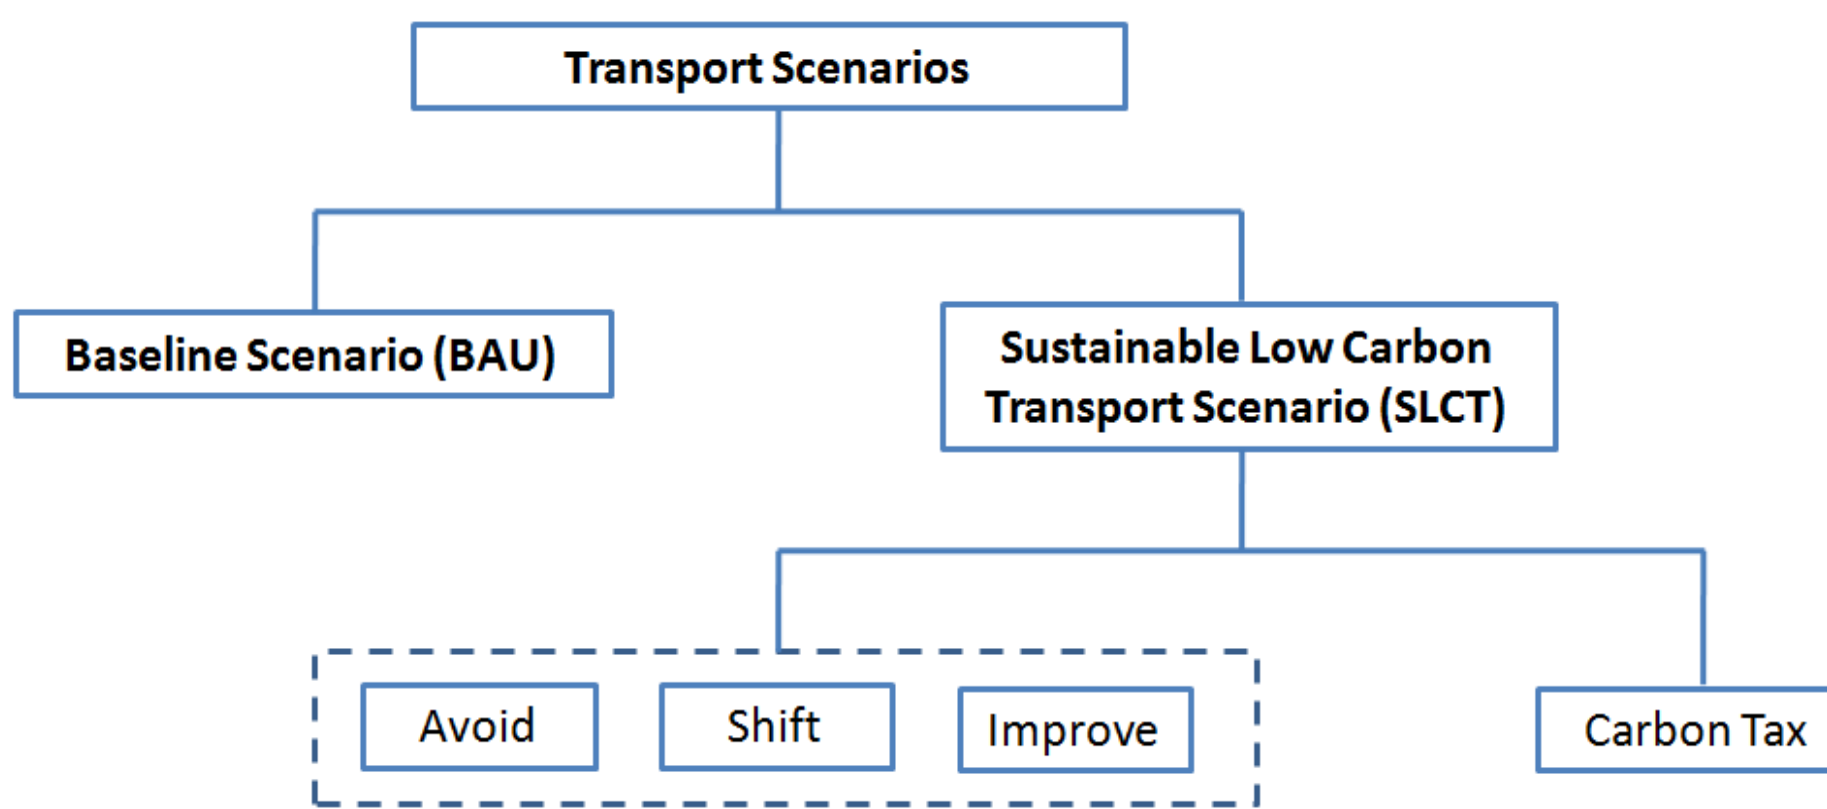 Transport Scenarios
Baseline Scenario (BAU)
Sustainable Low Carbon
Transport Scenario (SLCT)
Avoid
Shift
Improve
Carbon Tax